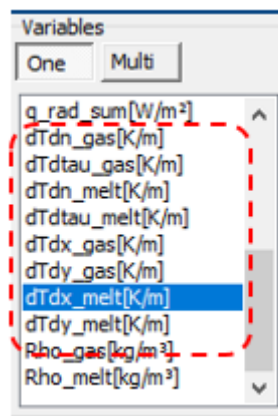 Variables
One Multi
q_rad_sum[W/m²]
dTdn_gas[K/m]
dTdtau_gas[K/m]
dTdn_melt[K/m]
dTdtau_melt[K/m]
dTdx_gas[K/m]
dTdy_gas[K/m]
dTdx_melt[K/m]
dTdy_melt[K/m]
Rho_gas[kg/m³]
Rho_melt[kg/m³]